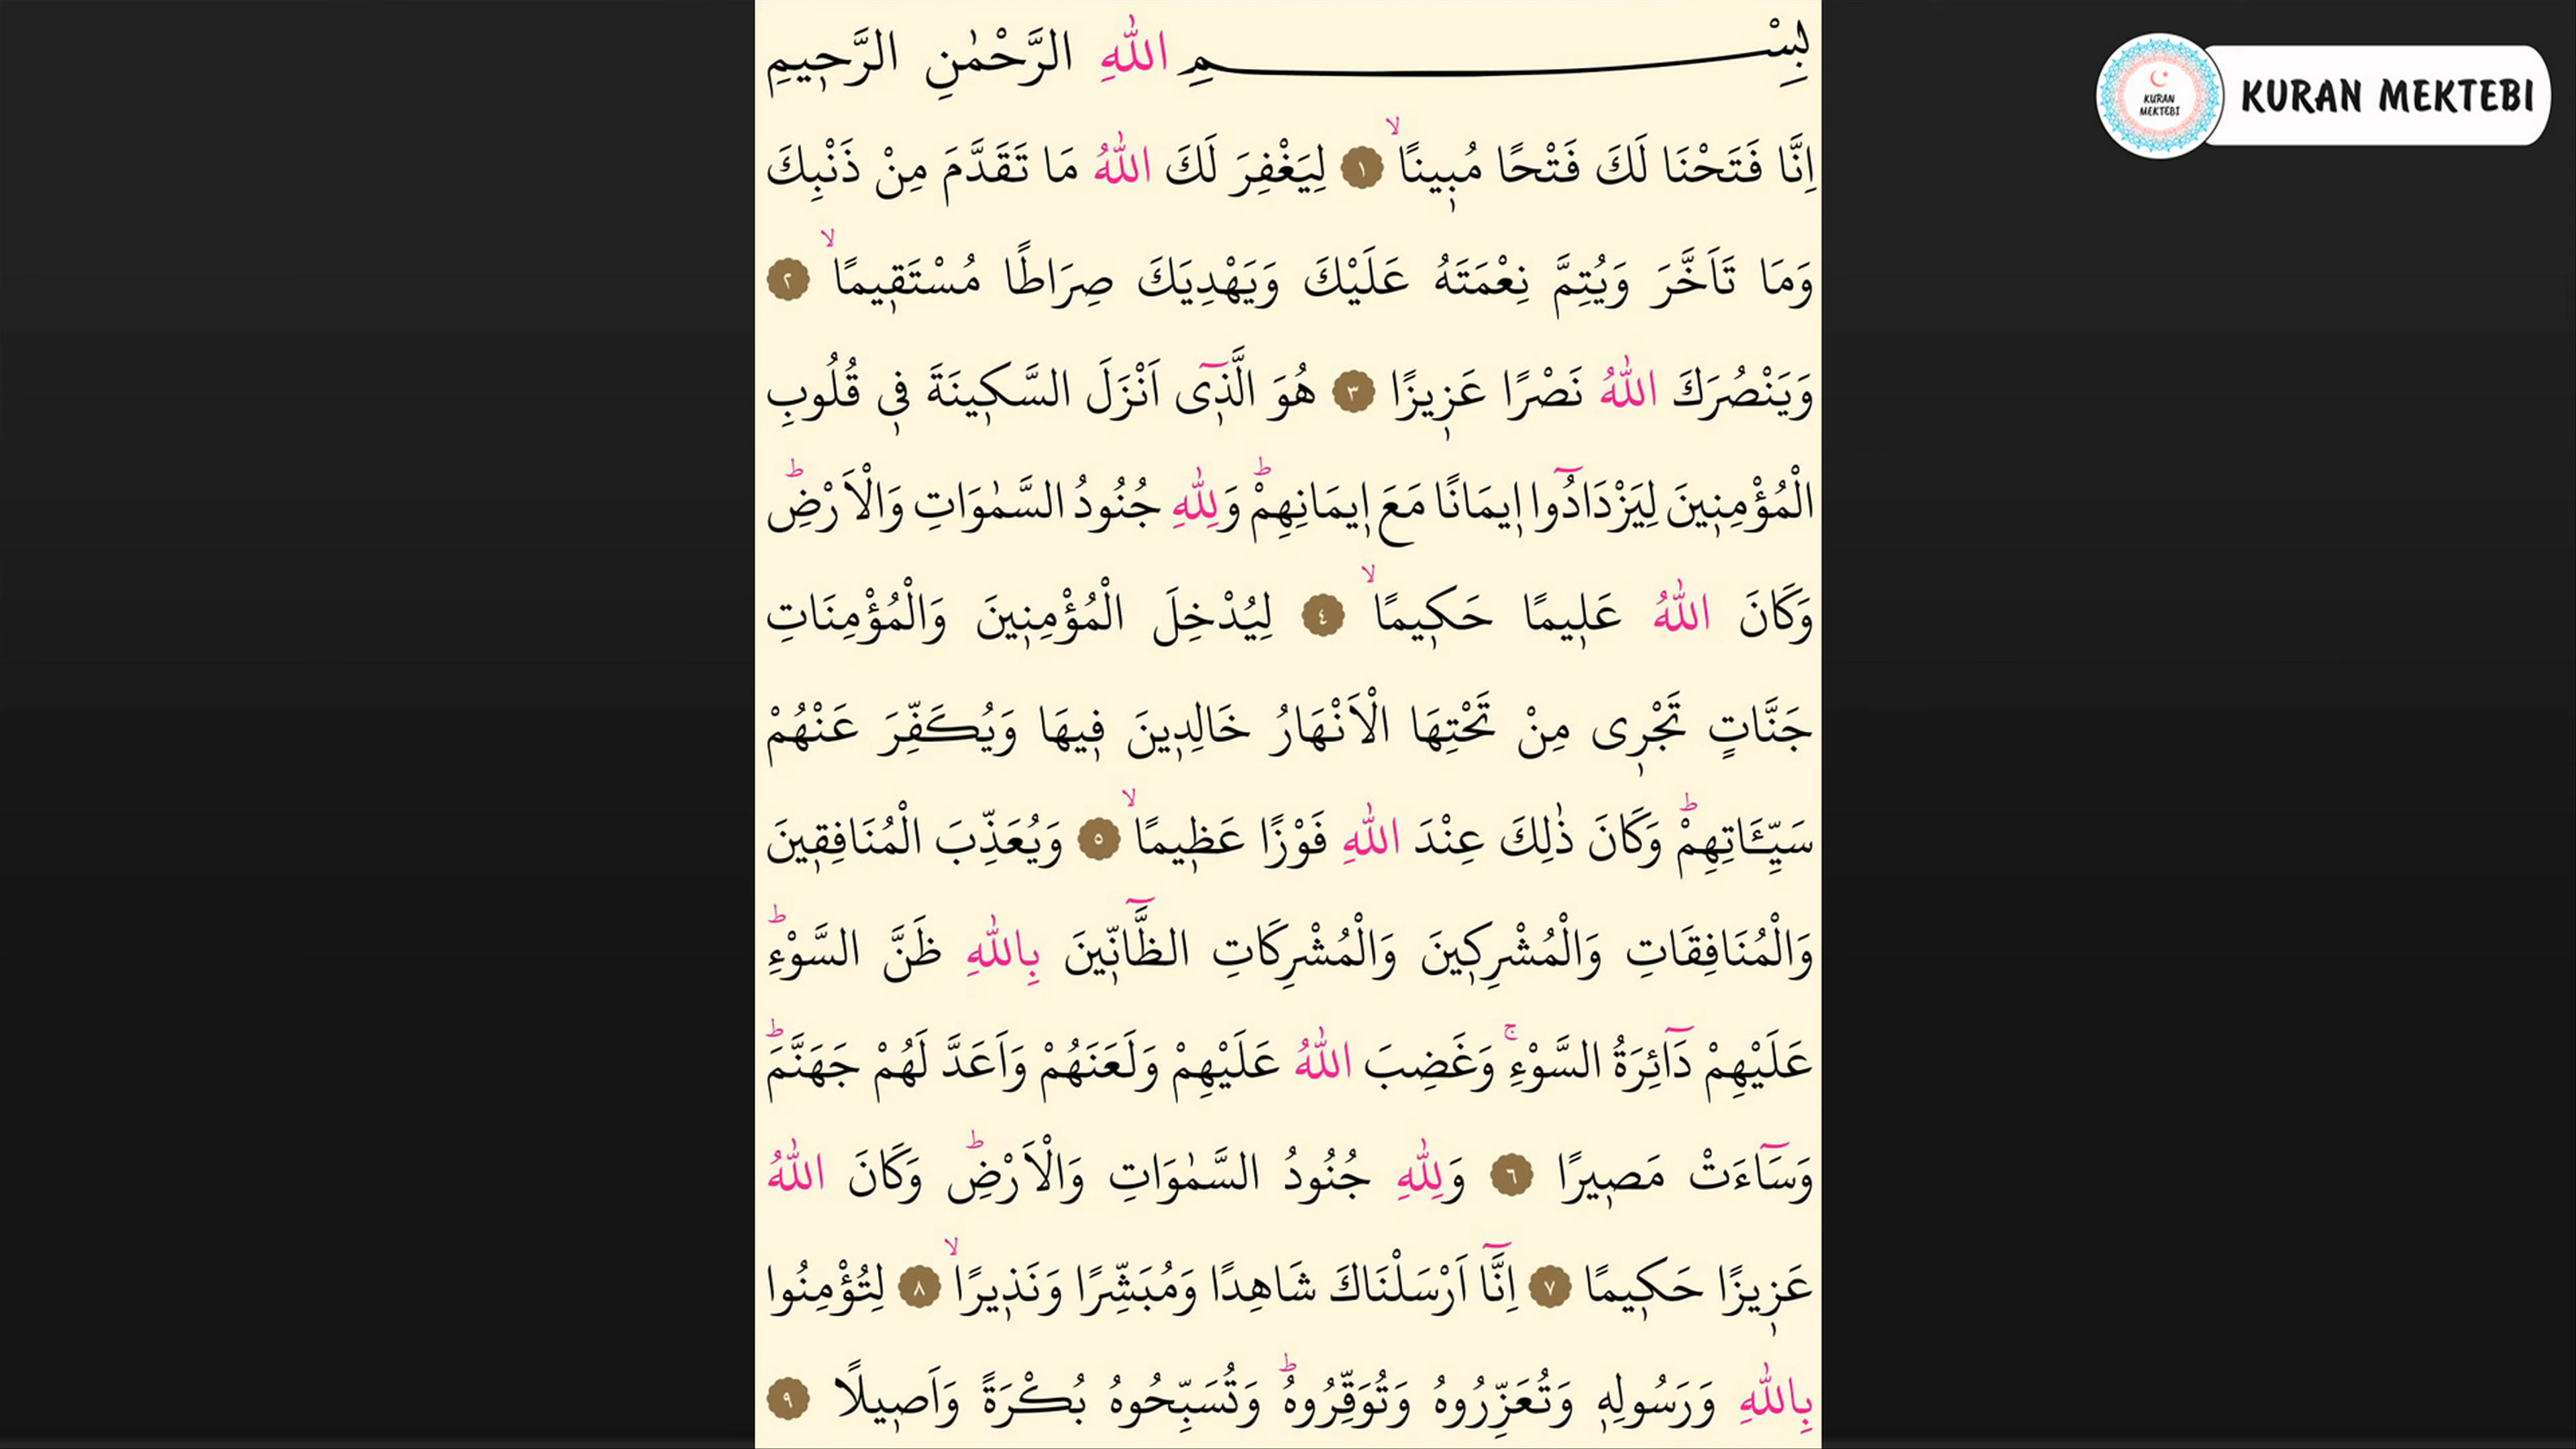 بِسْمِ اللّٰهِ الرَّحْمٰنِ الرَّحٖيمِ
اِنَّا فَتَحْنَا لَكَ فَتْحًا مُبٖينًاۙ ١ لِيَغْفِرَ لَكَ اللّٰهُ مَا تَقَدَّمَ مِنْ ذَنْبِكَ
وَمَا تَاَخَّرَ وَيُتِمَّ نِعْمَتَهُ عَلَيْكَ وَيَهْدِيَكَ صِرَاطًا مُسْتَقٖيمًاۙ ٢
وَيَنْصُرَكَ اللّٰهُ نَصْرًا عَزٖيزًا ٣ هُوَ الَّذٖٓى اَنْزَلَ السَّكٖينَةَ فٖى قُلُوبِ
الْمُؤْمِنٖينَ لِيَزْدَادُٓوا اٖيمَانًا مَعَ اٖيمَانِهِمْؕ وَلِلّٰهِ جُنُودُ السَّمٰوَاتِ وَالْاَرْضِؕ
وَكَانَ اللّٰهُ عَلٖيمًا حَكٖيمًاۙ ٤ لِيُدْخِلَ الْمُؤْمِنٖينَ وَالْمُؤْمِنَاتِ
جَنَّاتٍ تَجْرٖى مِنْ تَحْتِهَا الْاَنْهَارُ خَالِدٖينَ فٖيهَا وَيُكَفِّرَ عَنْهُمْ
سَيِّـَٔاتِهِمْؕ وَكَانَ ذٰلِكَ عِنْدَ اللّٰهِ فَوْزًا عَظٖيمًاۙ ٥ وَيُعَذِّبَ الْمُنَافِقٖينَ
وَالْمُنَافِقَاتِ وَالْمُشْرِكٖينَ وَالْمُشْرِكَاتِ الظَّٓانّٖينَ بِاللّٰهِ ظَنَّ السَّوْءِؕ
عَلَيْهِمْ دَٓائِرَةُ السَّوْءِۚ وَغَضِبَ اللّٰهُ عَلَيْهِمْ وَلَعَنَهُمْ وَاَعَدَّ لَهُمْ جَهَنَّمَؕ
وَسَٓاءَتْ مَصٖيرًا ٦ وَلِلّٰهِ جُنُودُ السَّمٰوَاتِ وَالْاَرْضِؕ وَكَانَ اللّٰهُ
عَزٖيزًا حَكٖيمًا ٧ اِنَّٓا اَرْسَلْنَاكَ شَاهِدًا وَمُبَشِّرًا وَنَذٖيرًاۙ ٨ لِتُؤْمِنُوا
بِاللّٰهِ وَرَسُولِهٖ وَتُعَزِّرُوهُ وَتُوَقِّرُوهُؕ وَتُسَبِّحُوهُ بُكْرَةً وَاَصٖيلًا ٩
KURAN MEKTEBI
KURAN
MEKTEBI